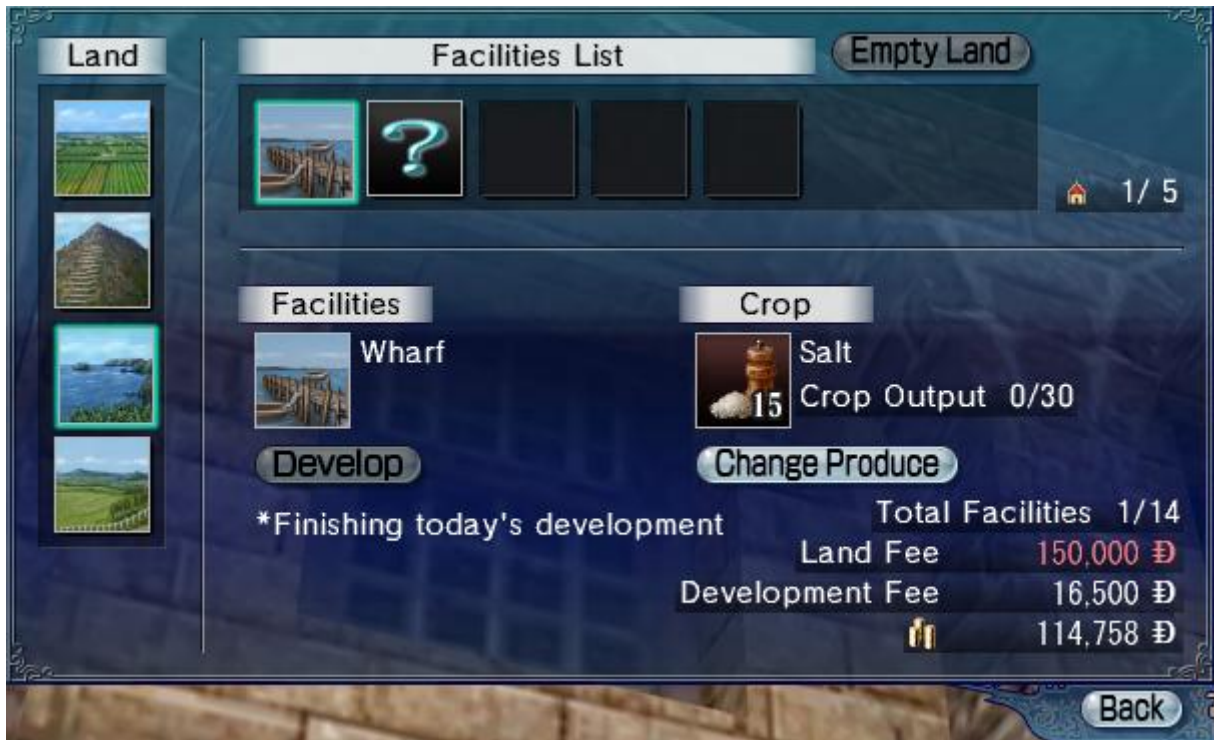 Land
Facilities List
Empty Land
?
1/ 5
Facilities
Crop
Wharf
Salt
15
Crop Output 0/30
Develop
Change Produce
*Finishing today's development
Total Facilities 1/14
Land Fee 150,000 Đ
Development Fee 16,500 Đ
114,758 Đ
Back